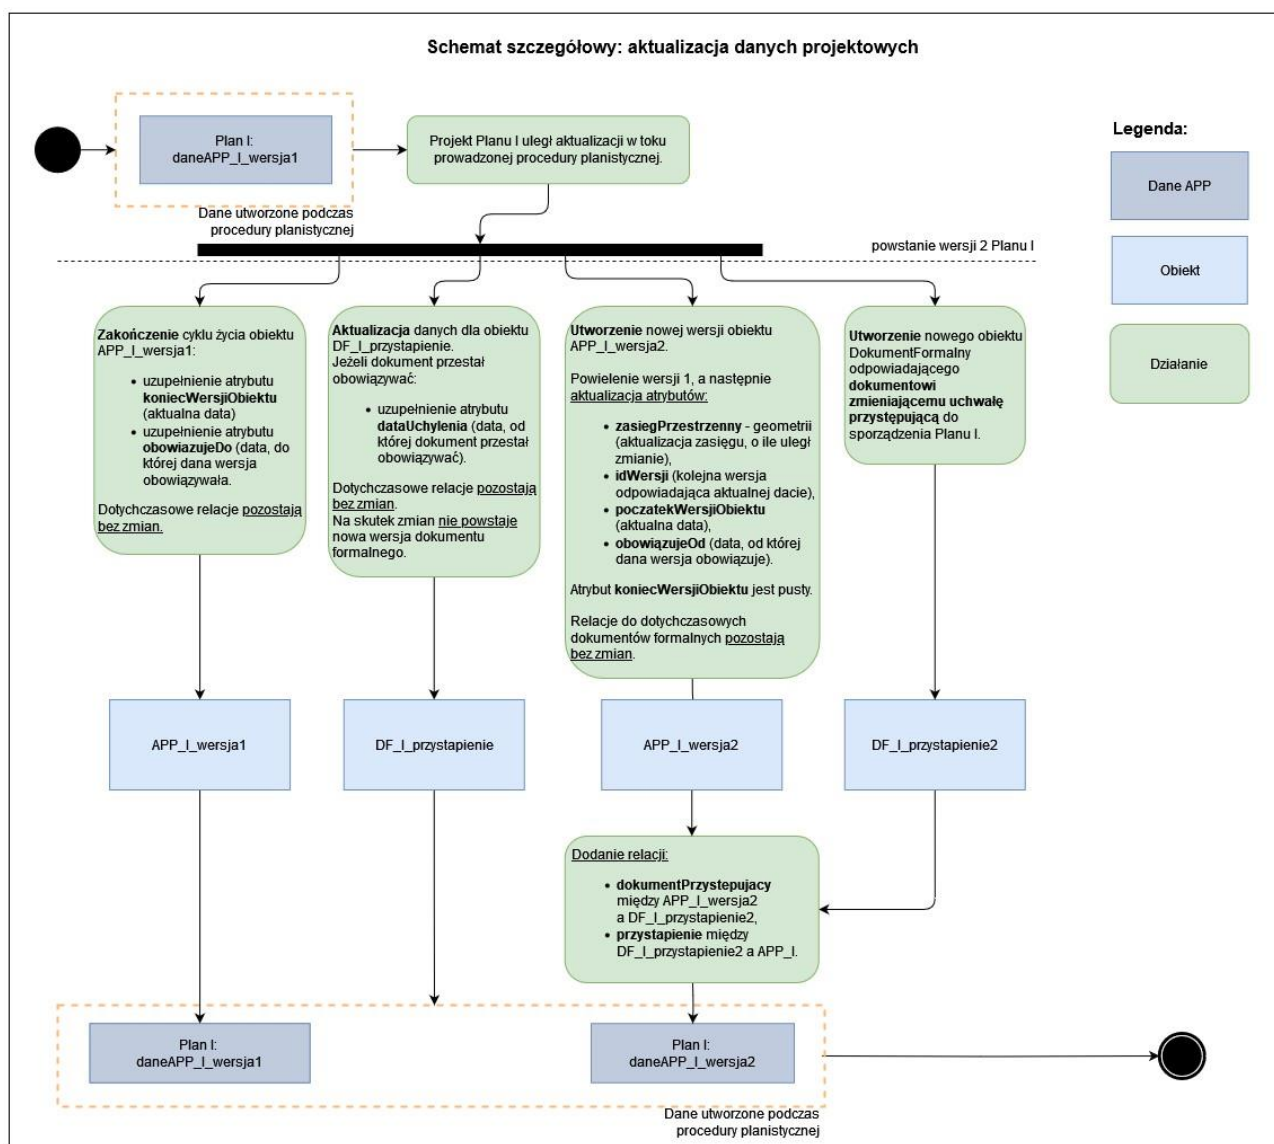 Schemat szczegółowy: aktualizacja danych projektowych
Plan I:
daneAPP_I_wersja1
Dane utworzone podczas
procedury planistycznej
Projekt Planu I uległ aktualizacji w toku
prowadzonej procedury planistycznej.
powstanie wersji 2 Planu I
Legenda:
Dane APP
Obiekt
Działanie
Zakończenie cyklu życia obiektu
APP_I_wersja1:
• uzupełnienie atrybutu
koniecWersjiObiektu
(aktualna data)
• uzupełnienie atrybutu
obowiazujeDo (data, do
której dana wersja
obowiązywała.
Dotychczasowe relacje pozostają
bez zmian.
Aktualizacja danych dla obiektu
DF_I_przystapienie.
Jeżeli dokument przestał
obowiązywać:
• uzupełnienie atrybutu
dataUchylenia (data, od
której dokument przestał
obowiązywać).
Dotychczasowe relacje pozostają
bez zmian.
Na skutek zmian nie powstaje
nowa wersja dokumentu
formalnego.
Utworzenie nowej wersji obiektu
APP_I_wersja2.
Powielenie wersji 1, a następnie
aktualizacja atrybutów:
• zasiegPrzestrzenny - geometrii
(aktualizacja zasięgu, o ile uległ
zmianie),
• idWersji (kolejna wersja
odpowiadająca aktualnej dacie),
• poczatekWersjiObiektu
(aktualna data),
• obowiązujeOd (data, od której
dana wersja obowiązuje).
Atrybut koniecWersjiObiektu jest pusty.
Relacje do dotychczasowych
dokumentów formalnych pozostają
bez zmian.
Utworzenie nowego obiektu
DokumentFormalny
odpowiadającego
dokumentowi
zmieniającemu uchwałę
przystępującą do
sporządzenia Planu I.
APP_I_wersja1
DF_I_przystapienie
APP_I_wersja2
DF_I_przystapienie2
Dodanie relacji:
• dokumentPrzystepujacy
między APP_I_wersja2
a DF_I_przystapienie2,
• przystapienie między
DF_I_przystapienie2 a APP_I.
Plan I:
daneAPP_I_wersja1
Plan I:
daneAPP_I_wersja2
Dane utworzone podczas
procedury planistycznej